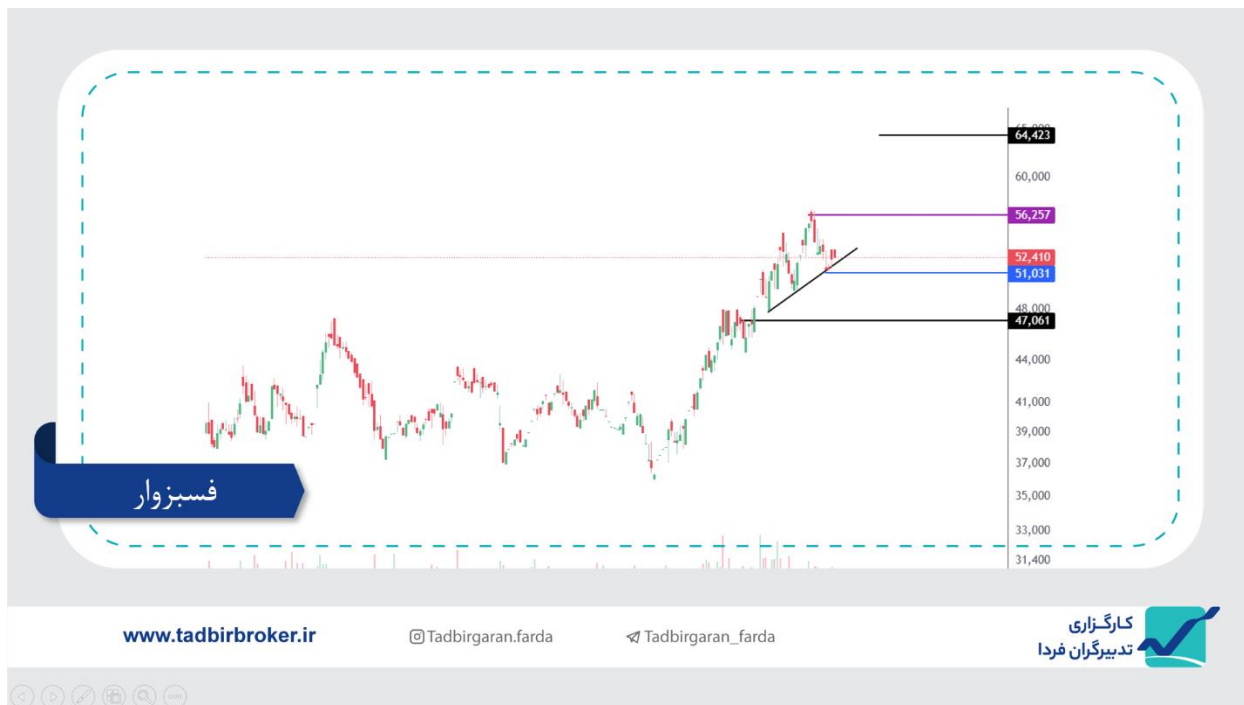 64,423
60,000
56,257
52,410
51,031
48,000
47,061
44,000
41,000
39,000
37,000
35,000
33,000
31,400
فسبزوار
www.tadbirbroker.ir
Tadbirgaran.farda
Tadbirgaran_farda
کارگزاری
تدبیرگران فردا